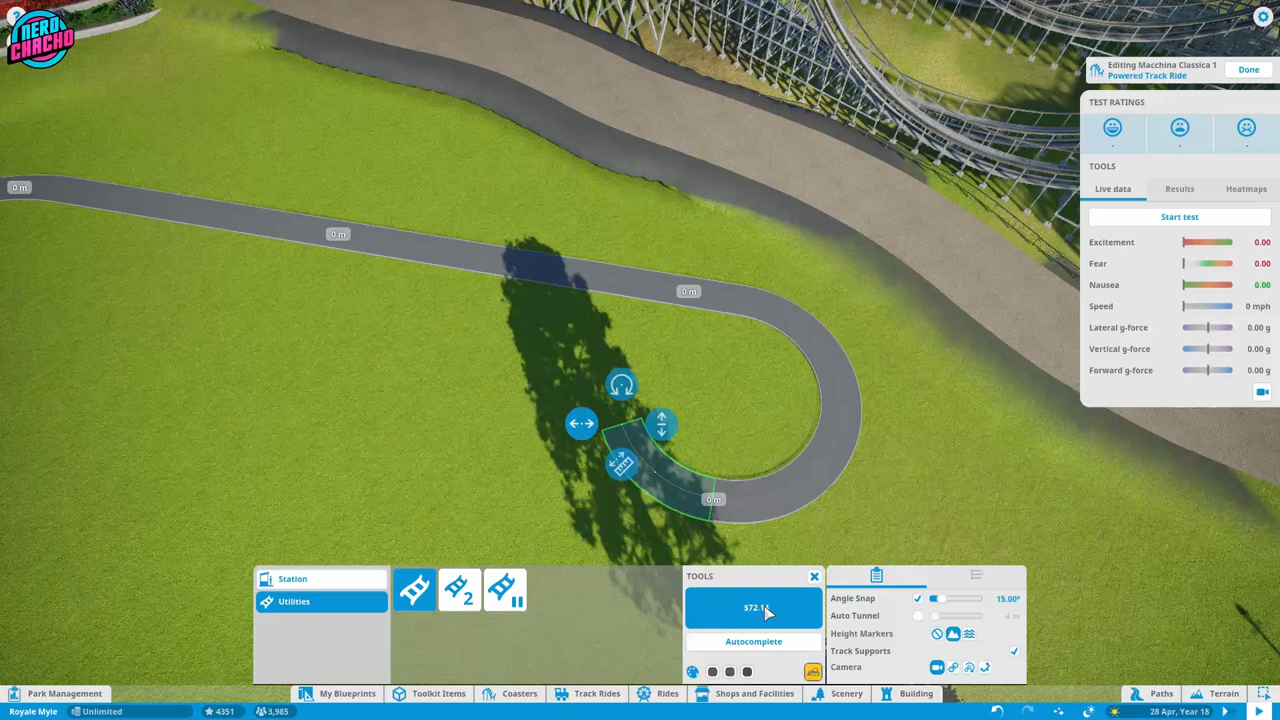 NERD
CHACHO
Editing Macchina Classica 1
Powered Track Ride
Done
TEST RATINGS
-
-
-
TOOLS
Live data
Results
Heatmaps
Start test
Excitement
0.00
Fear
0.00
Nausea
0.00
Speed
0 mph
Lateral g-force
0.00 g
Vertical g-force
0.00 g
Forward g-force
0.00 g
0 m
0 m
0 m
0 m
Station
Utilities
2
TOOLS
Autocomplete
Angle Snap
15.00°
Auto Tunnel
4 m
Height Markers
Track Supports
Camera
Park Management
My Blueprints
Toolkit Items
Coasters
Track Rides
Rides
Shops and Facilities
Scenery
Building
Paths
Terrain
Royale Myle
Unlimited
4351
3,985
28 Apr, Year 18